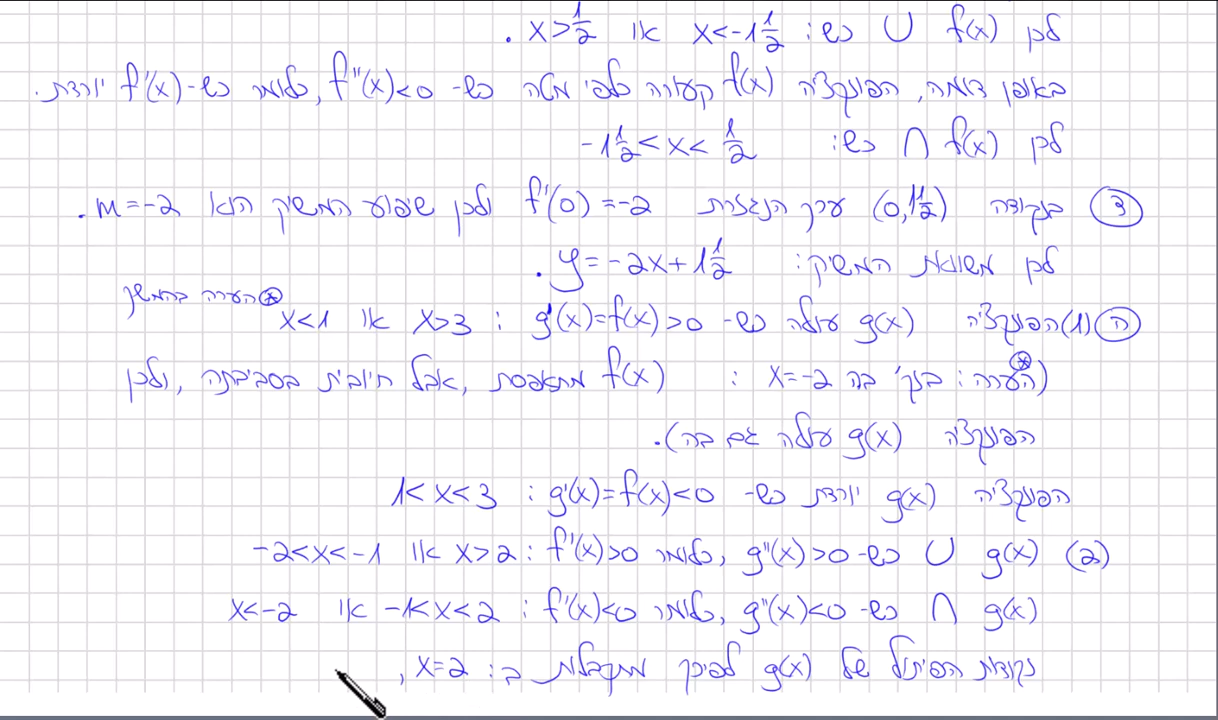 לכן f(x) ∪ כש: x<-1½ או x>½.
באופן דומה, הפונקציה f(x) קעורה כלפי מטה כש- f"(x)<0, כלומר כש-f'(x) יורדת.
לכן f(x) ∩ כש: -1½<x<½
ד בנקודה (0,1½) ערך הנגזרת f'(0)=-2 ולכן שיפוע המשיק הוא m=-2.
לכן משוואת המשיק: y=-2x+1½.
ה (1) הפונקציה g(x) עולה כש- g'(x)=f(x)>0 : x>3 או x<1 ⊛הערה בהמשך
(הערה⊛: בנק' בה x=-2 : f(x) מתאפסת, אבל חיובית בסביבתה, ולכן
הפונקציה g(x) עולה גם בה).
הפונקציה g(x) יורדת כש- g'(x)=f(x)<0 : 1<x<3
(2) g(x) ∪ כש- g"(x)>0, כלומר f'(x)>0 : x>2 או -2<x<-1
g(x) ∩ כש- g"(x)<0, כלומר f'(x)<0 : -1<x<2 או x<-2
נקודות הפיתול של g(x) לפיכך מתקבלות ב: x=2,